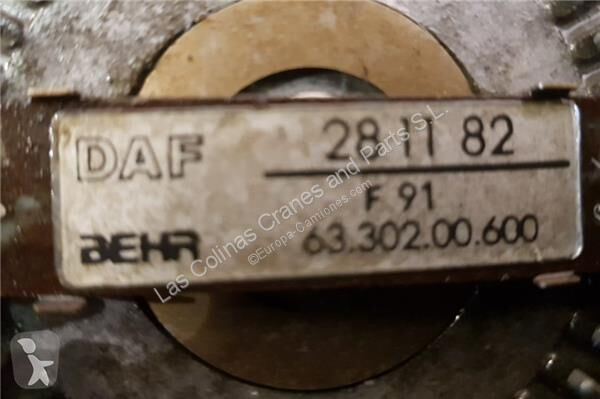 DAF 28 11 82
F 91
BEHR 63.302.00.600
Las Colinas Cranes and Parts S.L.
©Europa-Camiones.com